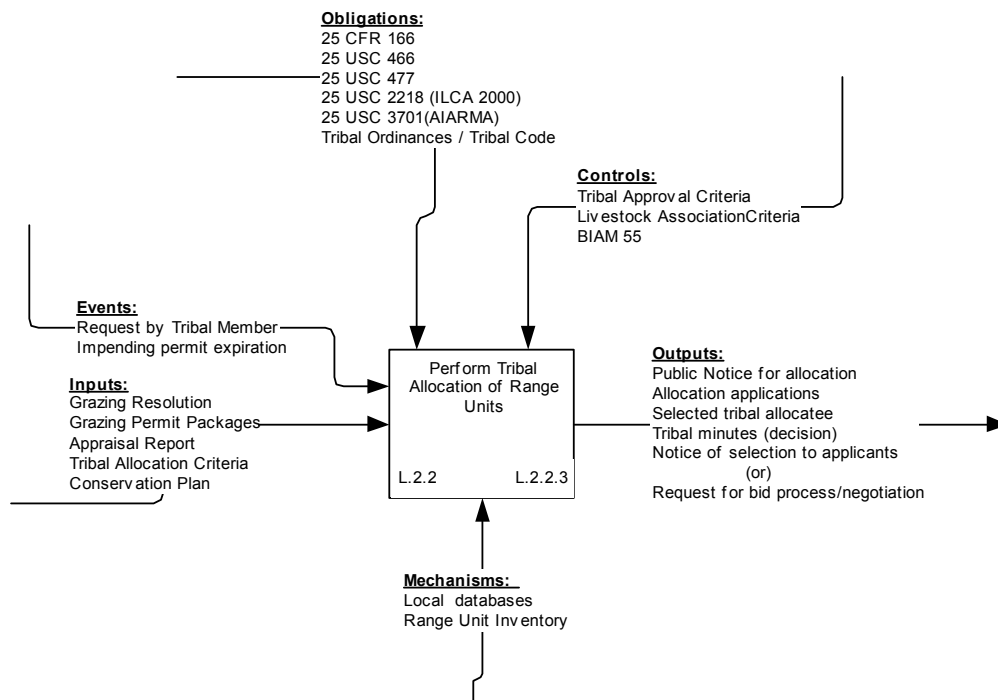 Obligations:
25 CFR 166
25 USC 466
25 USC 477
25 USC 2218 (ILCA 2000)
25 USC 3701(AIARMA)
Tribal Ordinances / Tribal Code
Controls:
Tribal Approval Criteria
Livestock AssociationCriteria
BIAM 55
Events:
Request by Tribal Member
Impending permit expiration
Inputs:
Grazing Resolution
Grazing Permit Packages
Appraisal Report
Tribal Allocation Criteria
Conservation Plan
Perform Tribal
Allocation of Range
Units
L.2.2 L.2.2.3
Outputs:
Public Notice for allocation
Allocation applications
Selected tribal allocatee
Tribal minutes (decision)
Notice of selection to applicants
(or)
Request for bid process/negotiation
Mechanisms:
Local databases
Range Unit Inventory